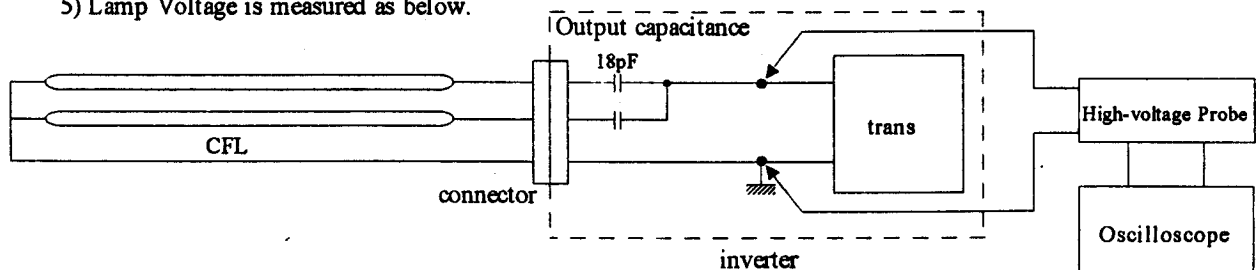 5) Lamp Voltage is measured as below.
Output capacitance
18pF
CFL
connector
trans
inverter
High-voltage Probe
Oscilloscope